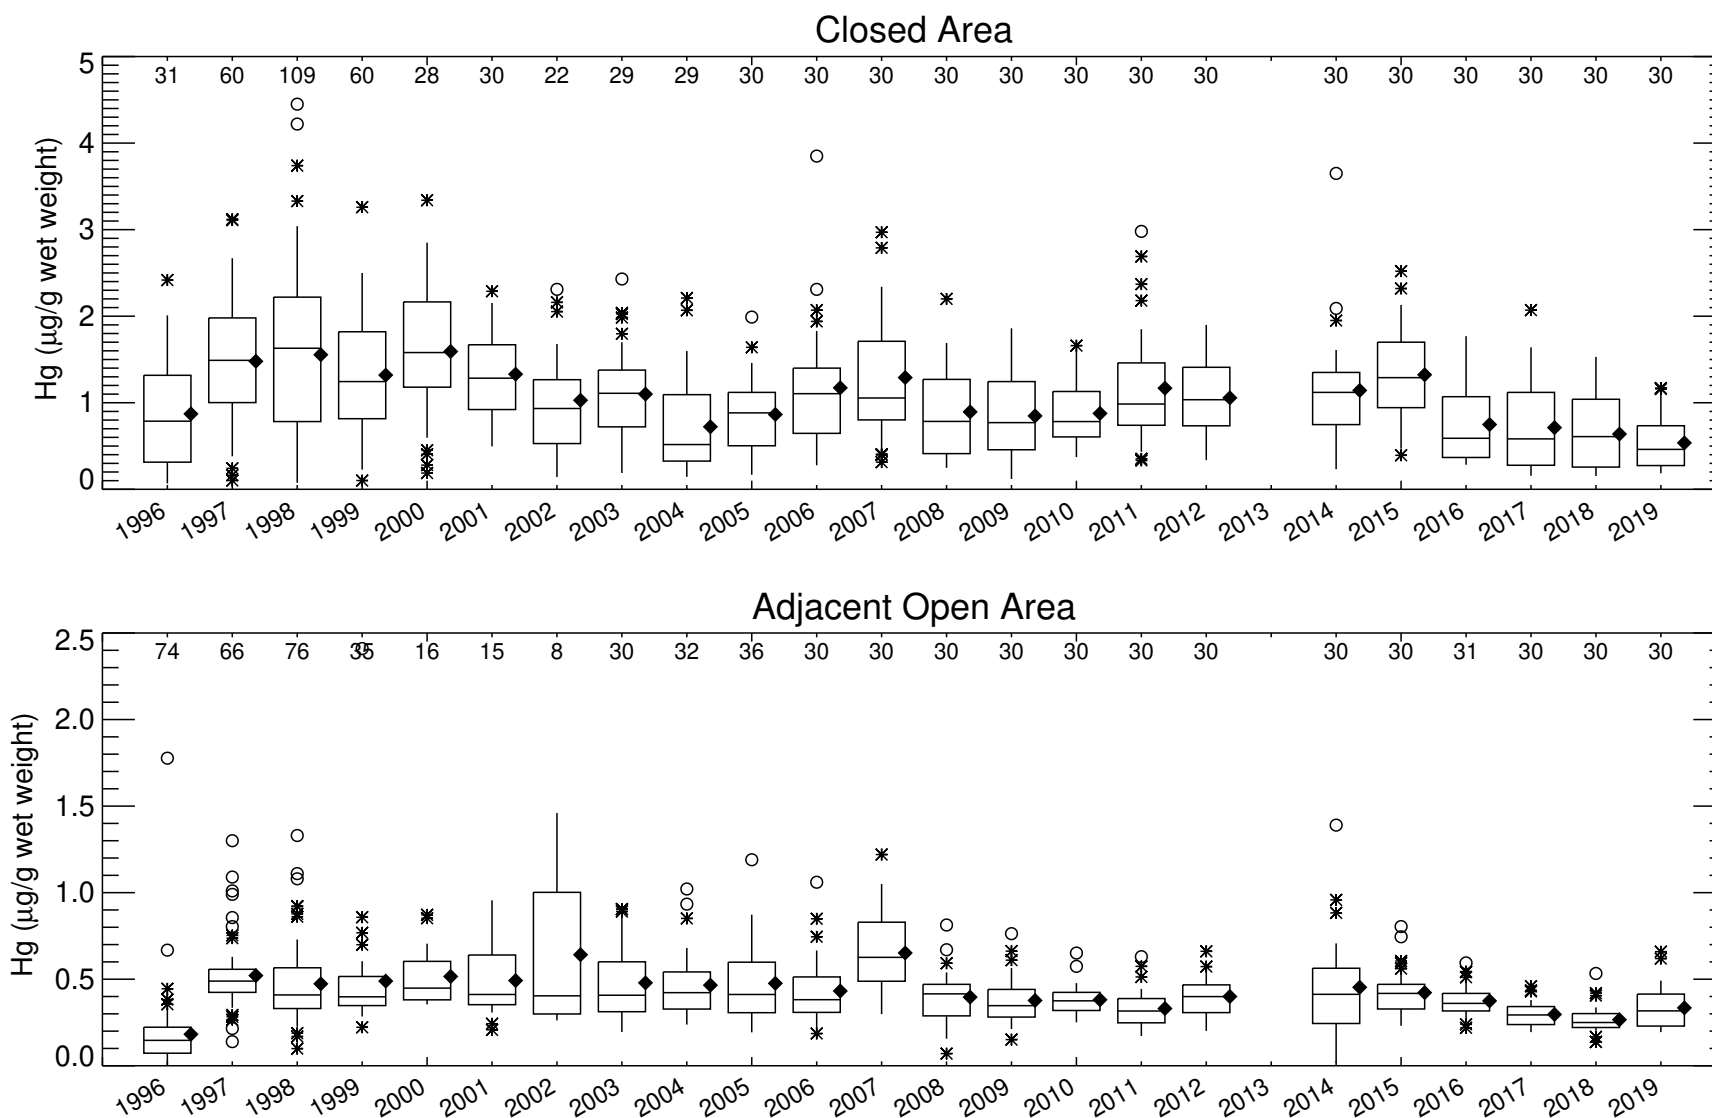 Closed Area
5
31 60 109 60 28 30 22 29 29 30 30 30 30 30 30 30 30 30 30 30 30 30 30
4
3
2
1
0
Hg (µg/g wet weight)
1996 1997 1998 1999 2000 2001 2002 2003 2004 2005 2006 2007 2008 2009 2010 2011 2012 2013 2014 2015 2016 2017 2018 2019
Adjacent Open Area
2.5
74 66 76 35 16 15 8 30 32 36 30 30 30 30 30 30 30 30 30 31 30 30 30
2.0
1.5
1.0
0.5
0.0
Hg (µg/g wet weight)
1996 1997 1998 1999 2000 2001 2002 2003 2004 2005 2006 2007 2008 2009 2010 2011 2012 2013 2014 2015 2016 2017 2018 2019